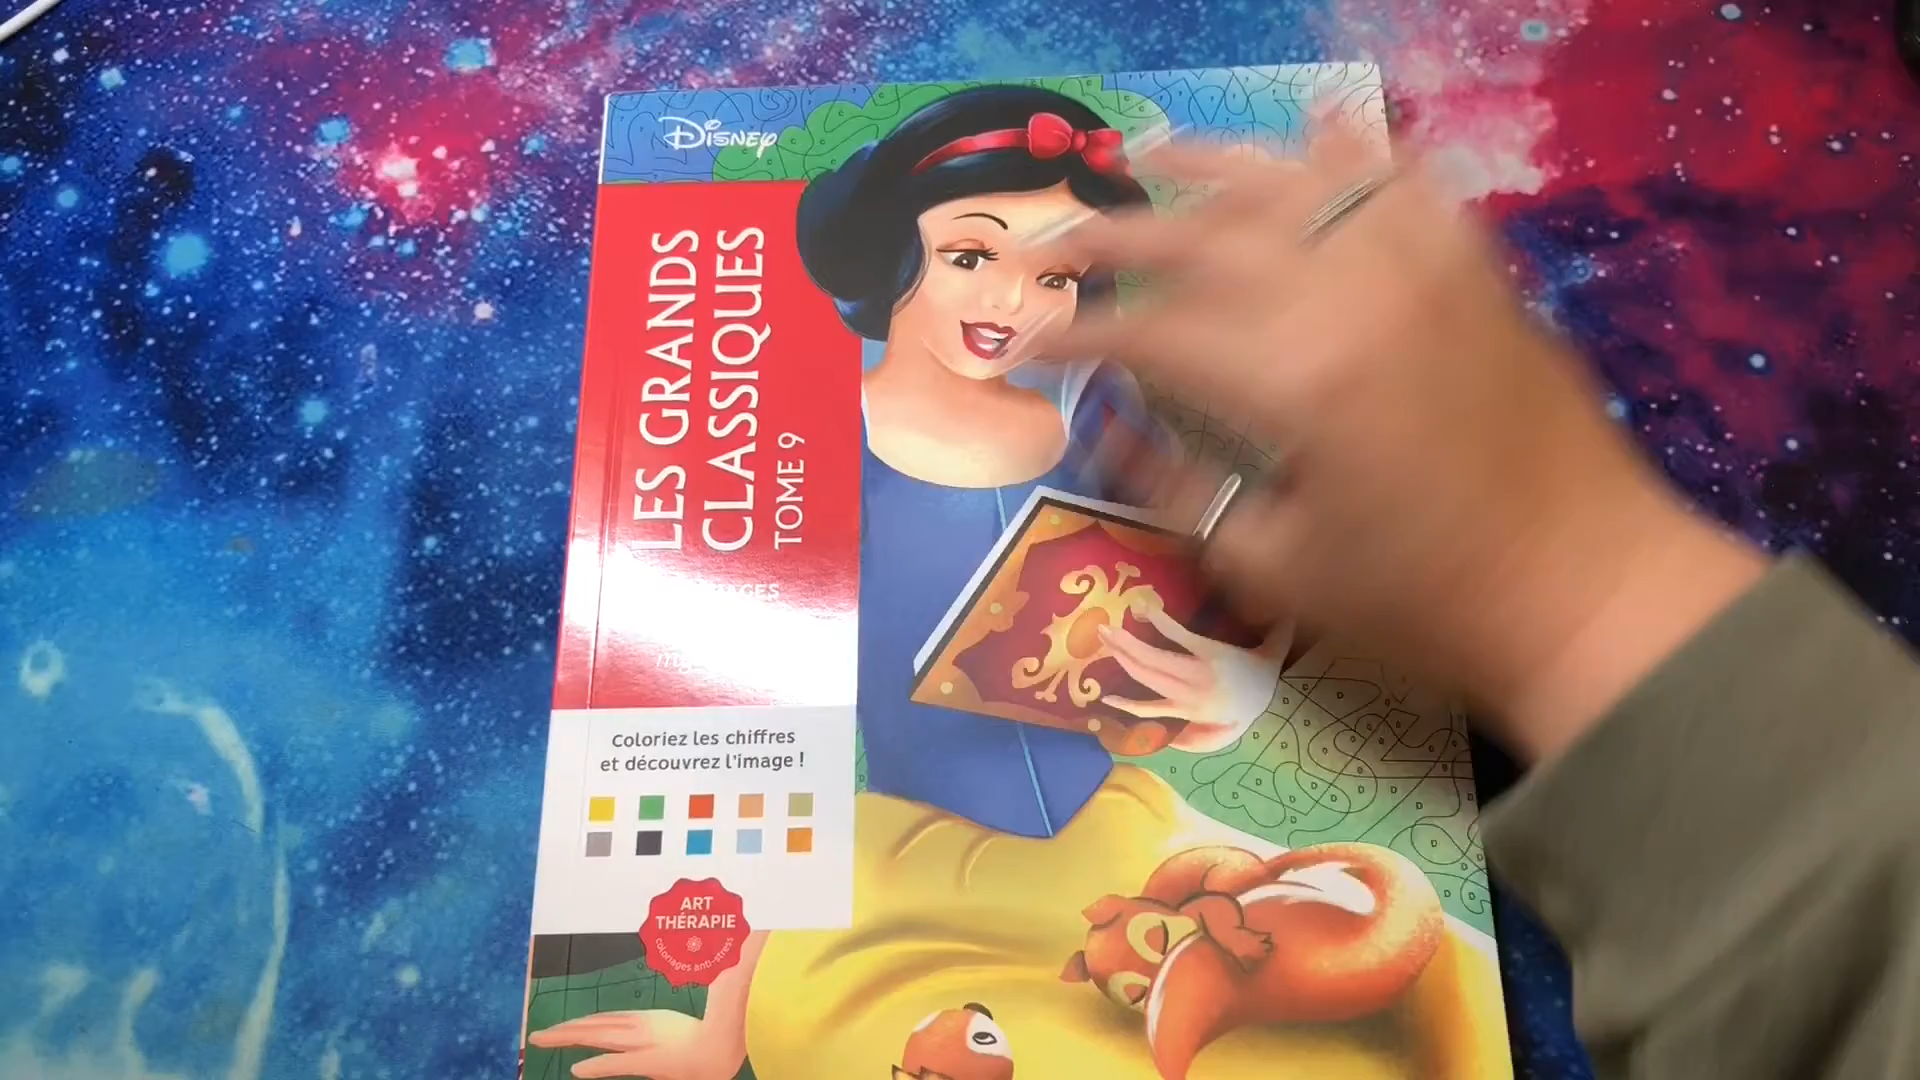 Disney
LES GRANDS
CLASSIQUES
TOME 9
Coloriez les chiffres
et découvrez l'image !
ART
THÉRAPIE
coloriages anti-stress